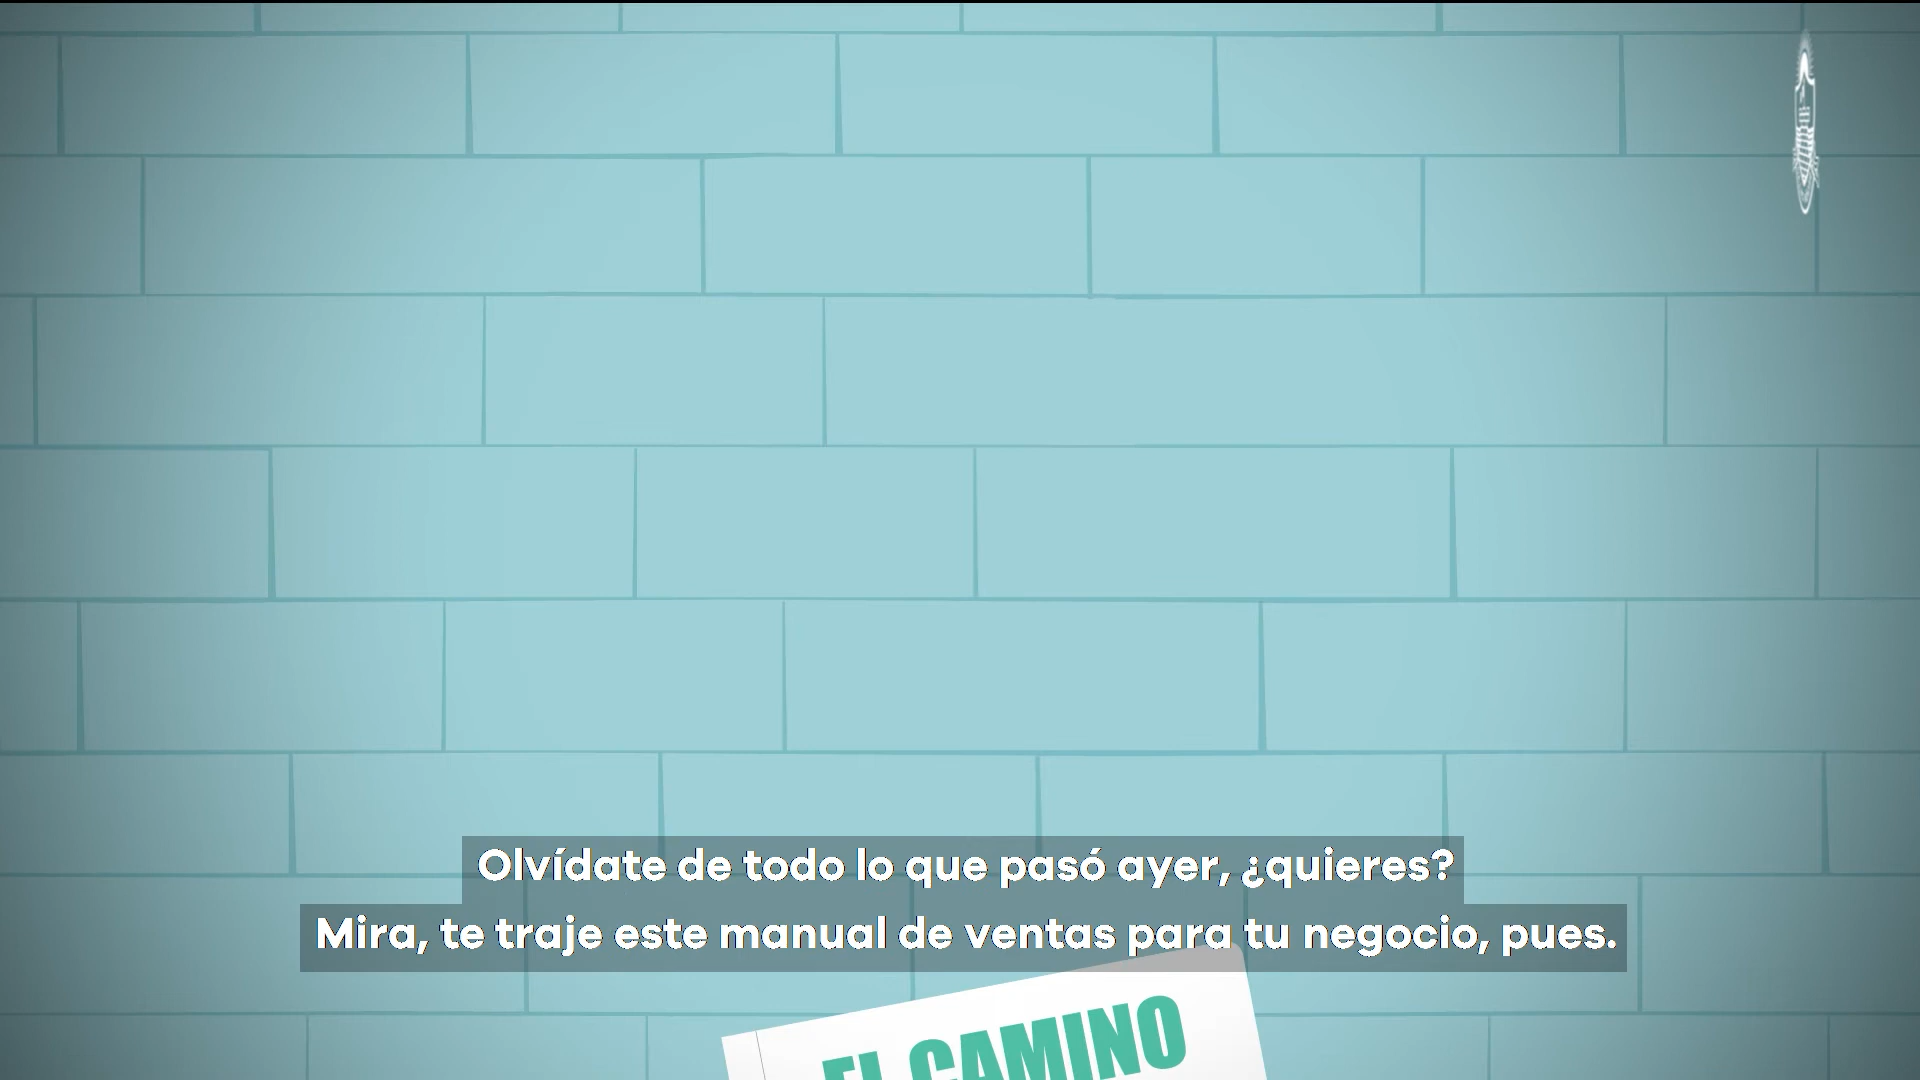 Olvídate de todo lo que pasó ayer, ¿quieres?
Mira, te traje este manual de ventas para tu negocio, pues.
EL CAMINO